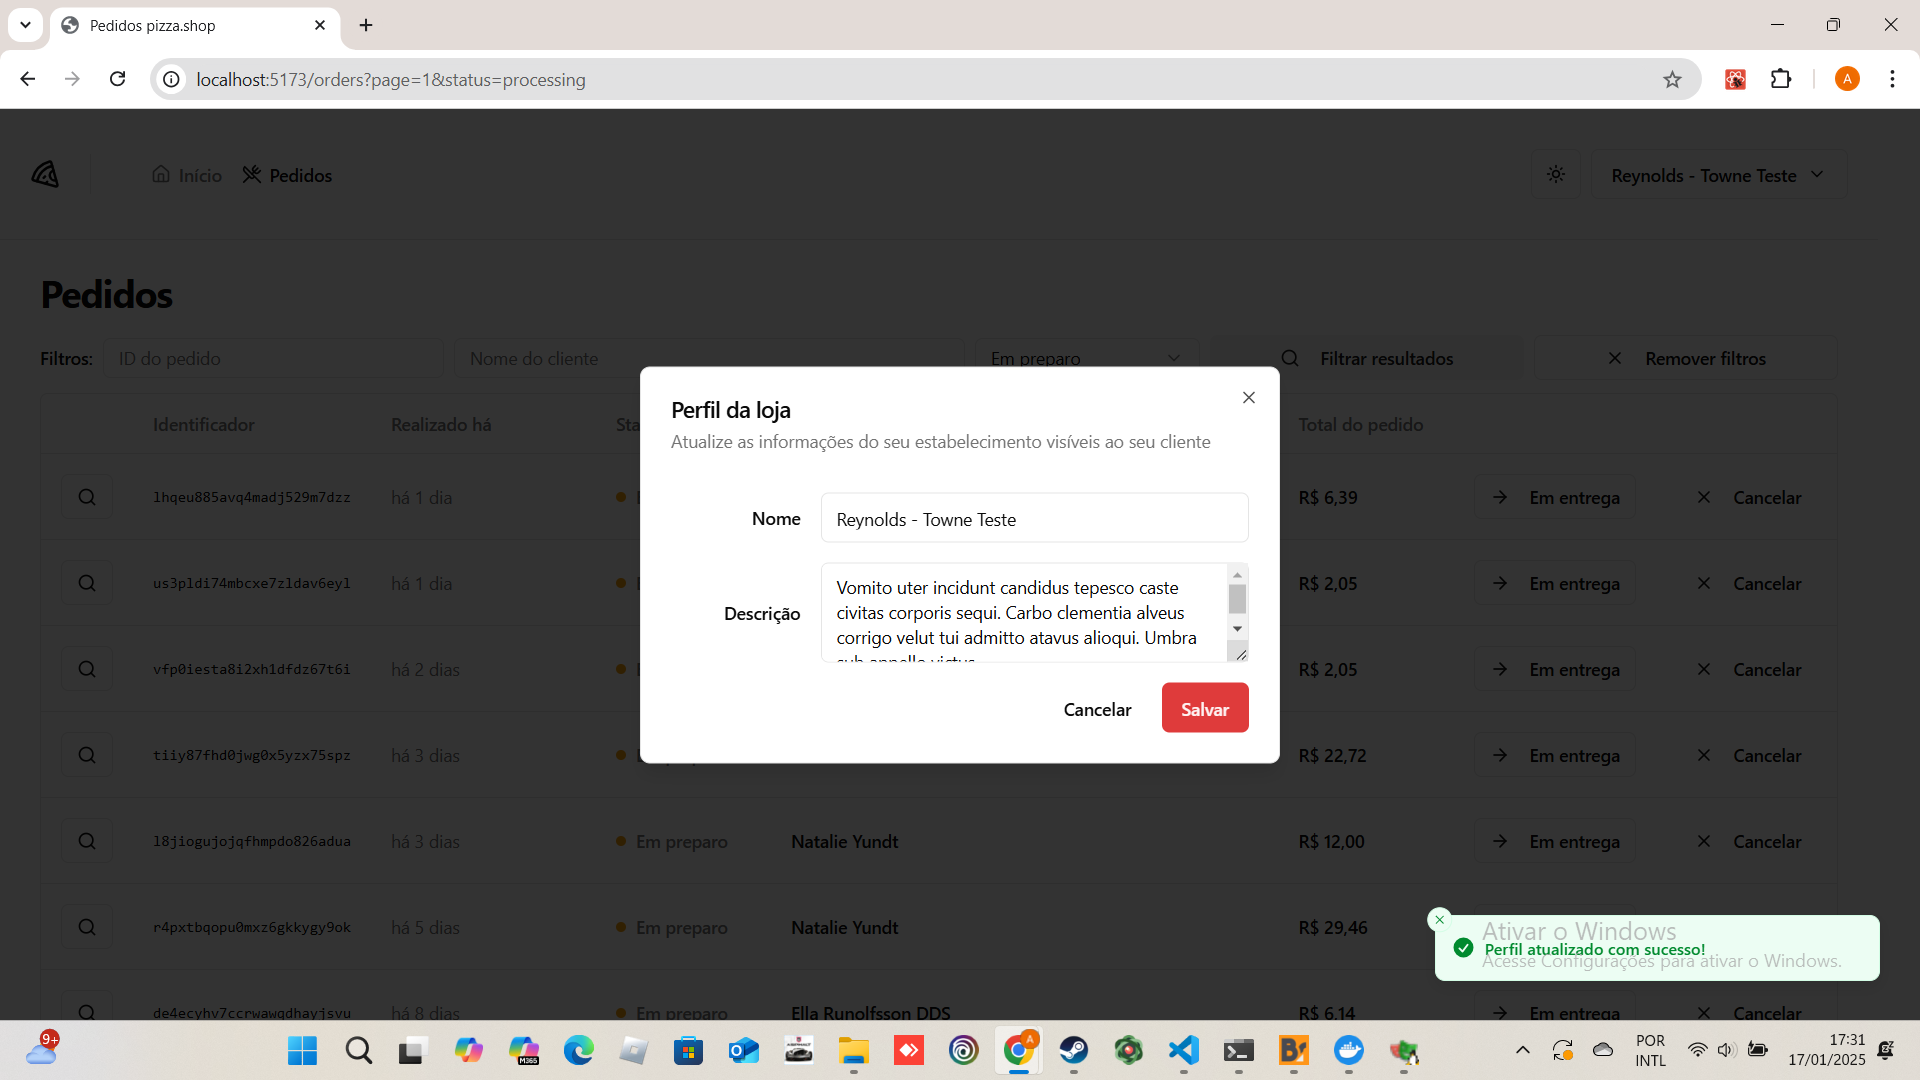 Pedidos pizza.shop
localhost:5173/orders?page=1&status=processing
A
Início Pedidos Reynolds - Towne Teste
Pedidos
Filtros: ID do pedido Nome do cliente Em preparo Filtrar resultados Remover filtros
Identificador Realizado há Sta Total do pedido
Perfil da loja
Atualize as informações do seu estabelecimento visíveis ao seu cliente
Nome Reynolds - Towne Teste
Descrição
Vomito uter incidunt candidus tepesco caste
civitas corporis sequi. Carbo clementia alveus
corrigo velut tui admitto atavus alioqui. Umbra
Cancelar Salvar
lhqeu885avq4madj529m7dzz há 1 dia R$ 6,39 Em entrega Cancelar
us3pldi74mbcxe7zldav6eyl há 1 dia R$ 2,05 Em entrega Cancelar
vfp0iesta8i2xh1dfdz67t6i há 2 dias R$ 2,05 Em entrega Cancelar
tiiy87fhd0jwg0x5yzx75spz há 3 dias R$ 22,72 Em entrega Cancelar
l8jiogujojqfhmpdo826adua há 3 dias Em preparo Natalie Yundt R$ 12,00 Em entrega Cancelar
r4pxtbqopu0mxz6gkkygy9ok há 5 dias Em preparo Natalie Yundt R$ 29,46
de4ecyhv7ccrwawqdhayjsvu há 8 dias Em preparo Ella Runolfsson DDS R$ 6,14 Em entrega Cancelar
Ativar o Windows
Perfil atualizado com sucesso!
Acesse Configurações para ativar o Windows.
9+
M365
A
POR
INTL
17:31
17/01/2025